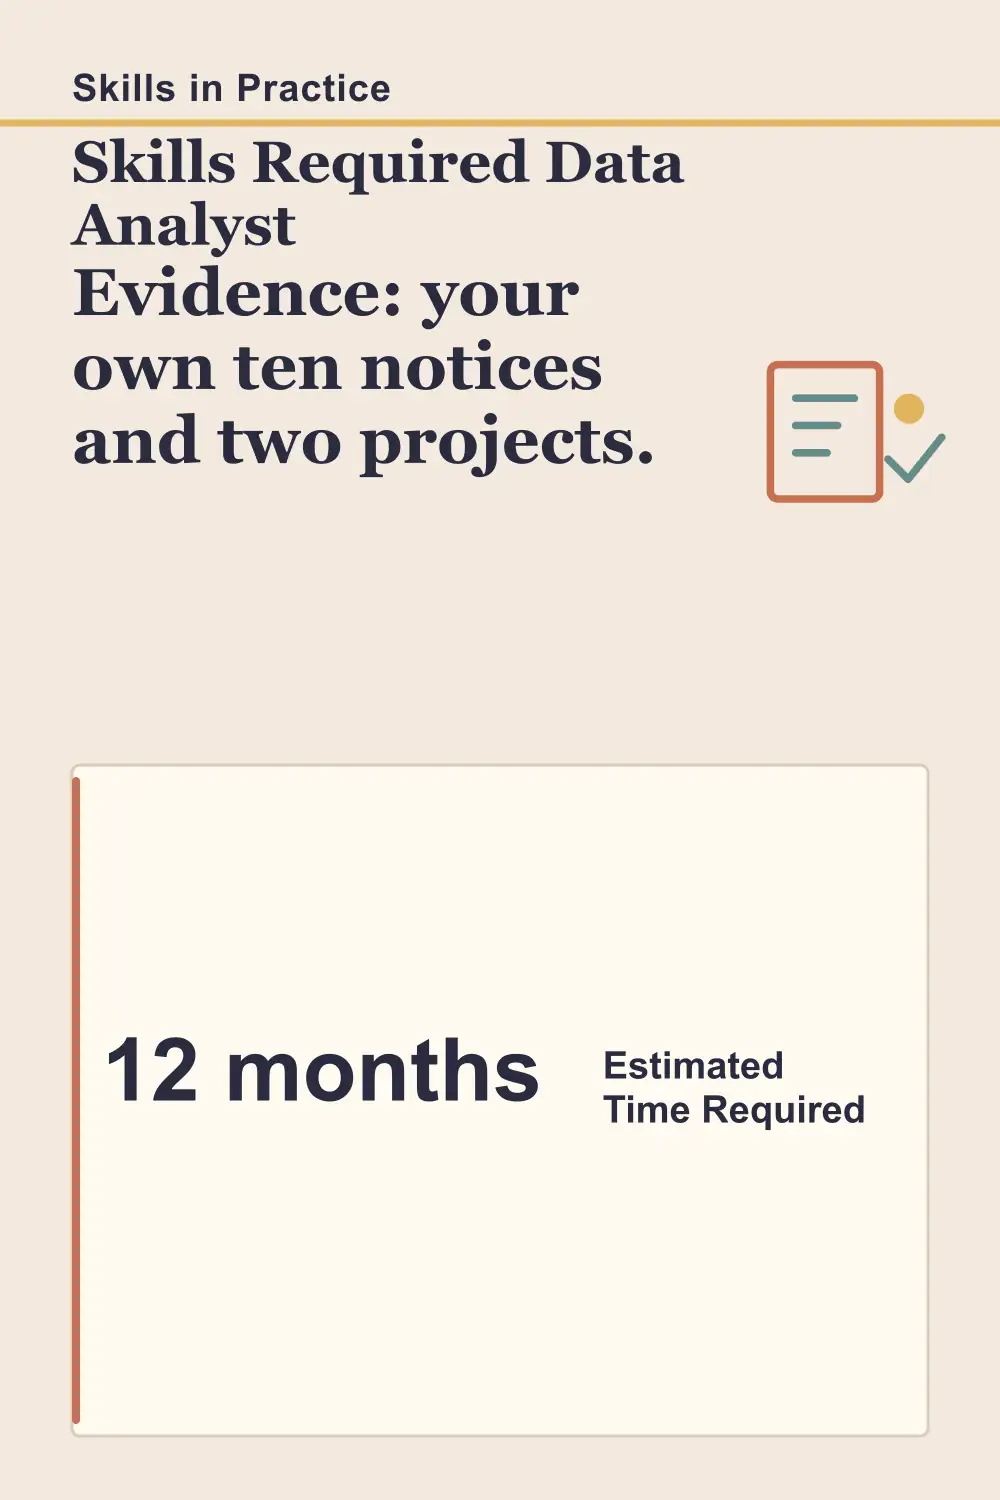 Skills in Practice
Skills Required Data
Analyst
Evidence: your
own ten notices
and two projects.
12 months
Estimated
Time Required